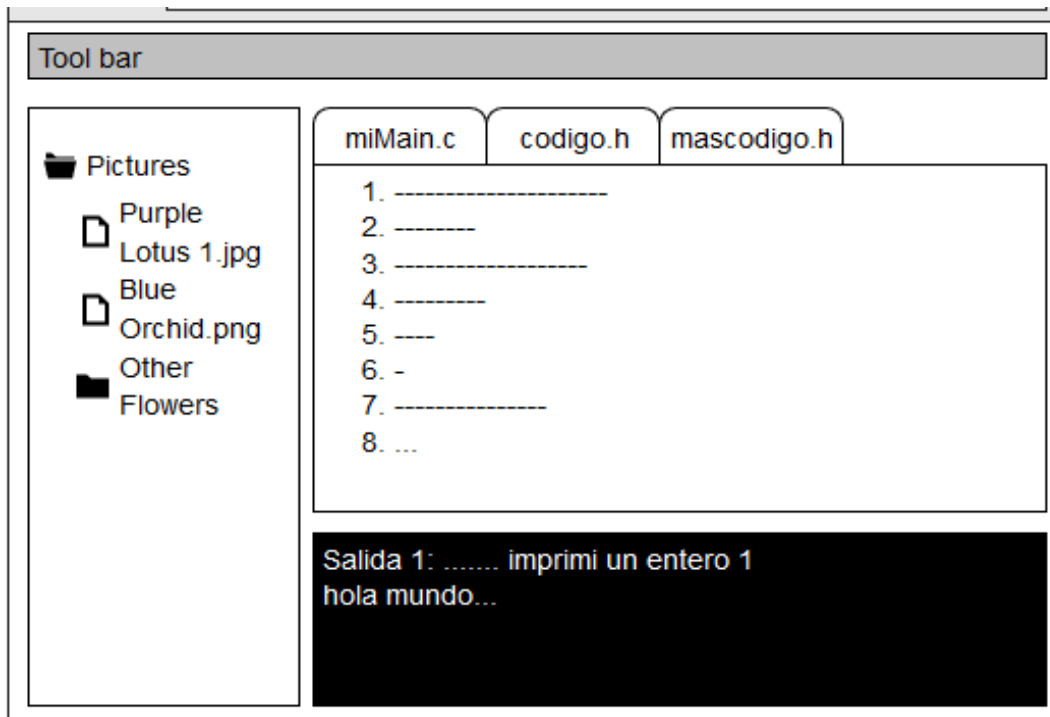 Tool bar
Pictures
Purple
Lotus 1.jpg
Blue
Orchid.png
Other
Flowers
miMain.c codigo.h mascodigo.h
1. ---------------------
2. --------
3. -------------------
4. ---------
5. ----
6. -
7. ---------------
8. ...
Salida 1: ....... imprimi un entero 1
hola mundo...